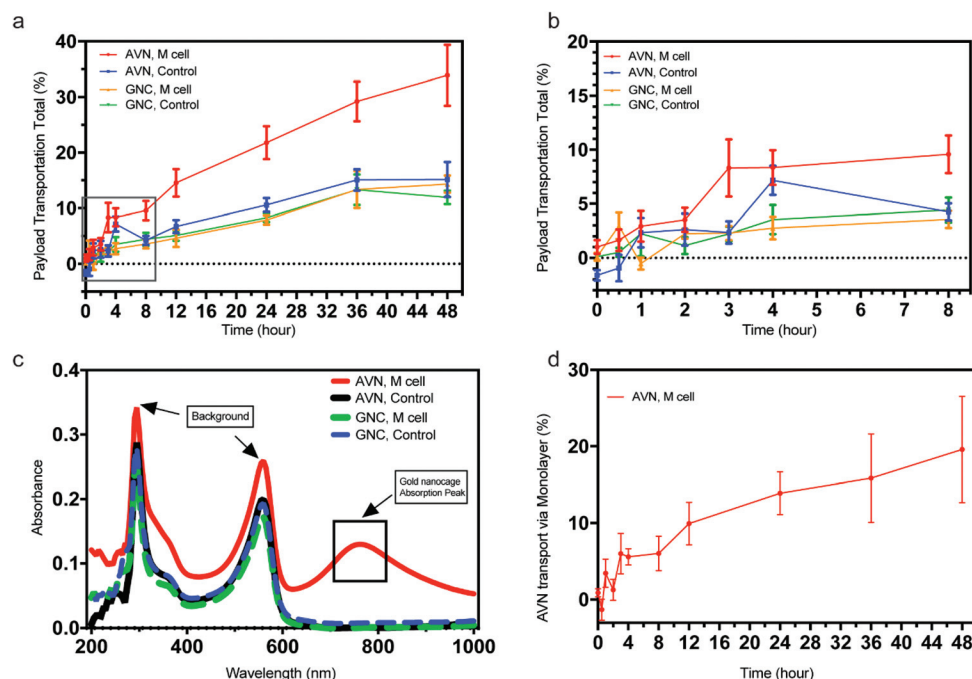 a
Payload Transportation Total (%)
40
30
20
10
0
AVN, M cell
AVN, Control
GNC, M cell
GNC, Control
0 4 8 12 16 20 24 28 32 36 40 44 48
Time (hour)
b
Payload Transportation Total (%)
20
15
10
5
0
AVN, M cell
AVN, Control
GNC, M cell
GNC, Control
0 1 2 3 4 5 6 7 8
Time (hour)
c
Absorbance
0.4
0.3
0.2
0.1
0.0
AVN, M cell
AVN, Control
GNC, M cell
GNC, Control
Background
Gold nanocage
Absorption Peak
200 400 600 800 1000
Wavelength (nm)
d
AVN transport via Monolayer (%)
30
20
10
0
AVN, M cell
0 4 8 12 16 20 24 28 32 36 40 44 48
Time (hour)